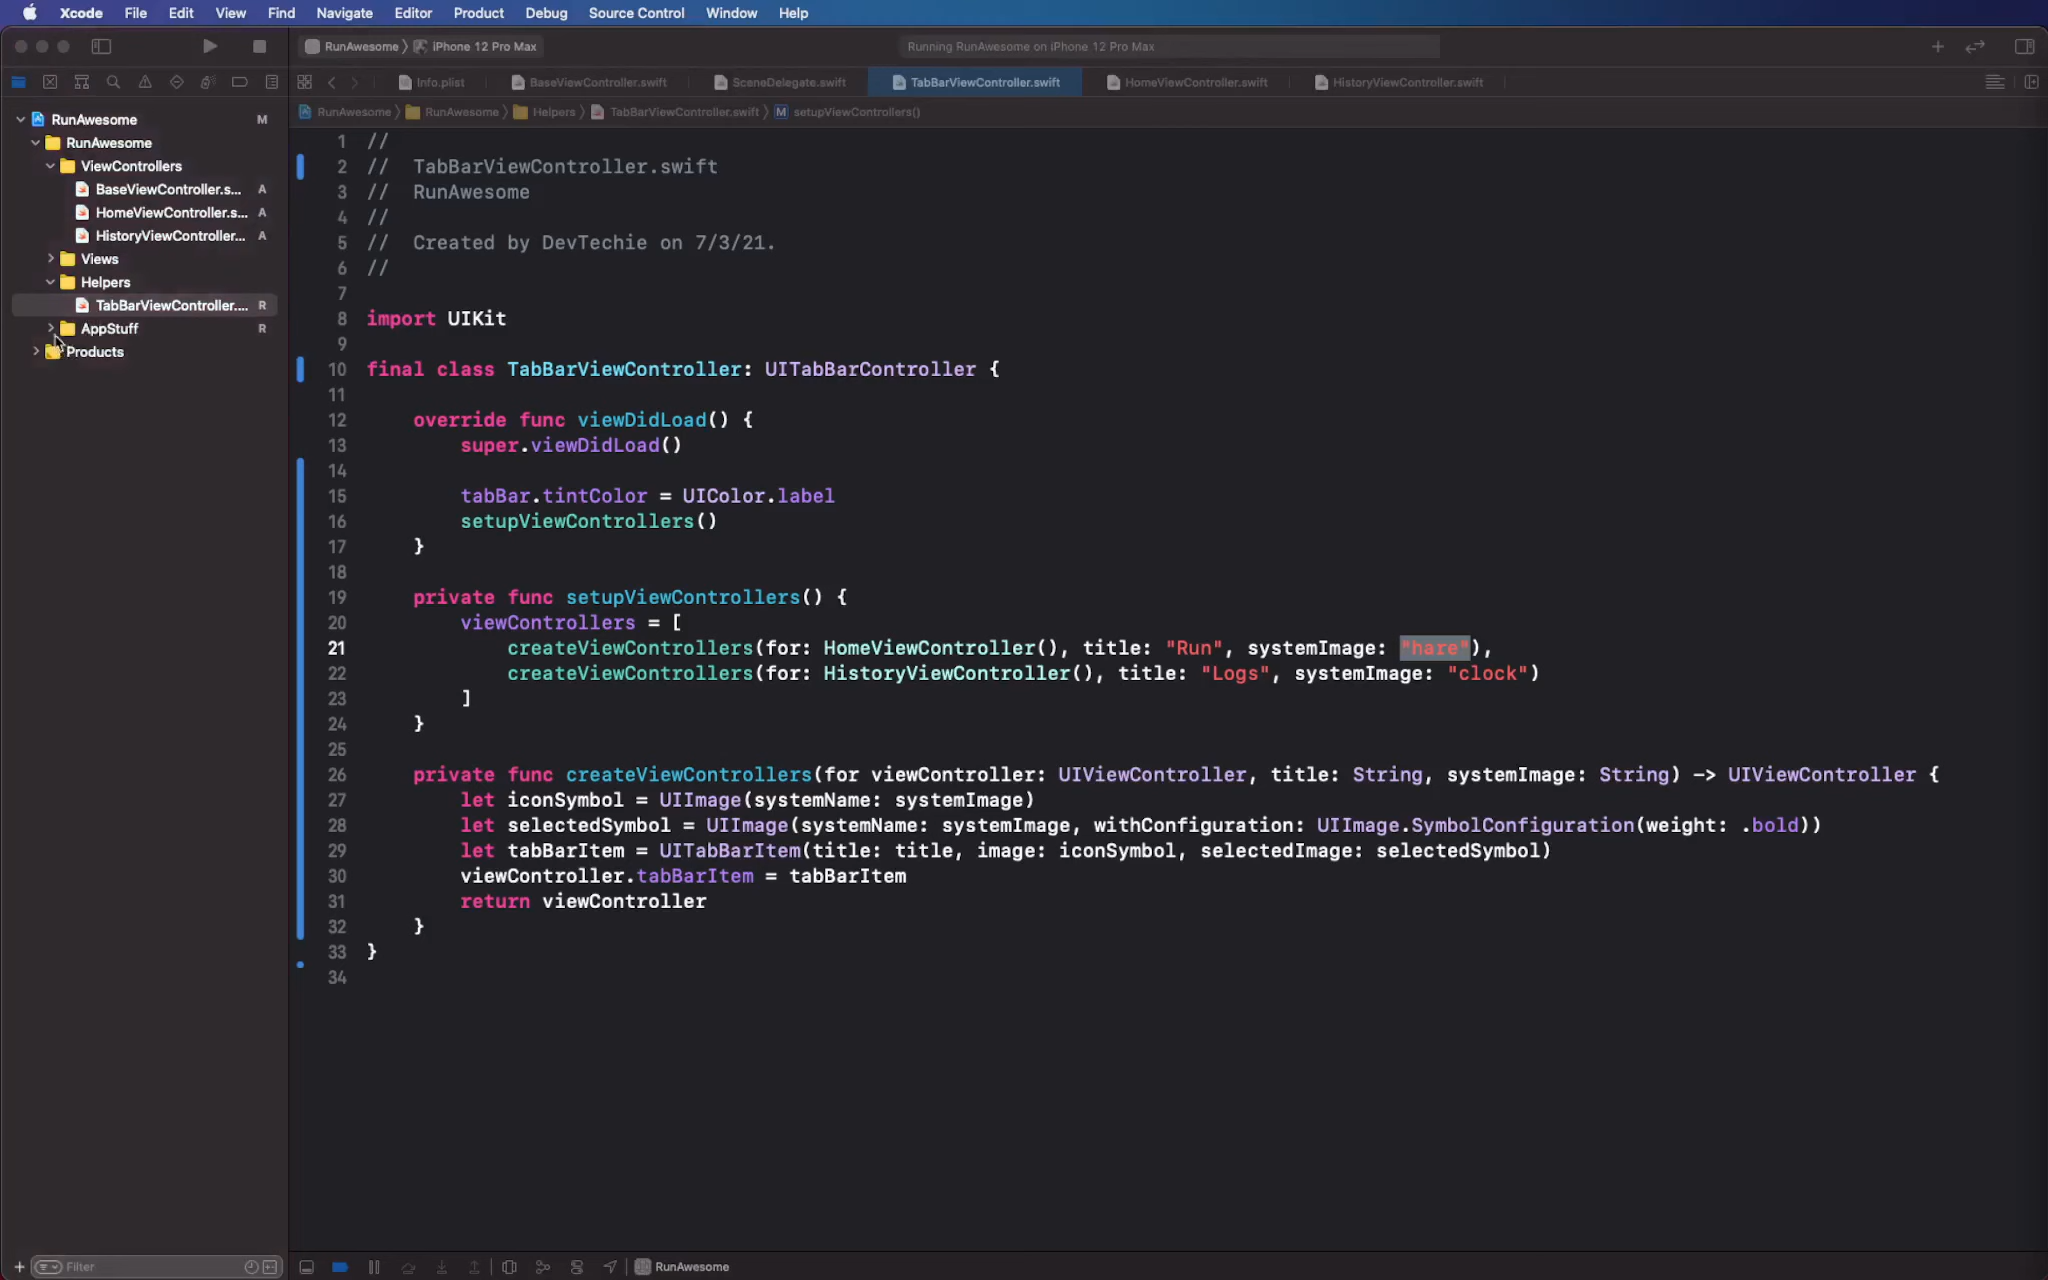 Xcode File Edit View Find Navigate Editor Product Debug Source Control Window Help
RunAwesome iPhone 12 Pro Max Running RunAwesome on iPhone 12 Pro Max
Info.plist BaseViewController.swift SceneDelegate.swift TabBarViewController.swift HomeViewController.swift HistoryViewController.swift
RunAwesome RunAwesome Helpers TabBarViewController.swift M setupViewControllers()
RunAwesome M
RunAwesome
ViewControllers
BaseViewController.s... A
HomeViewController.s... A
HistoryViewController... A
Views
Helpers
TabBarViewController.... R
AppStuff R
Products
1 //
2 // TabBarViewController.swift
3 // RunAwesome
4 //
5 // Created by DevTechie on 7/3/21.
6 //
7
8 import UIKit
9
10 final class TabBarViewController: UITabBarController {
11
12 override func viewDidLoad() {
13 super.viewDidLoad()
14
15 tabBar.tintColor = UIColor.label
16 setupViewControllers()
17 }
18
19 private func setupViewControllers() {
20 viewControllers = [
21 createViewControllers(for: HomeViewController(), title: "Run", systemImage: "hare"),
22 createViewControllers(for: HistoryViewController(), title: "Logs", systemImage: "clock")
23 ]
24 }
25
26 private func createViewControllers(for viewController: UIViewController, title: String, systemImage: String) -> UIViewController {
27 let iconSymbol = UIImage(systemName: systemImage)
28 let selectedSymbol = UIImage(systemName: systemImage, withConfiguration: UIImage.SymbolConfiguration(weight: .bold))
29 let tabBarItem = UITabBarItem(title: title, image: iconSymbol, selectedImage: selectedSymbol)
30 viewController.tabBarItem = tabBarItem
31 return viewController
32 }
33 }
34
Filter
RunAwesome